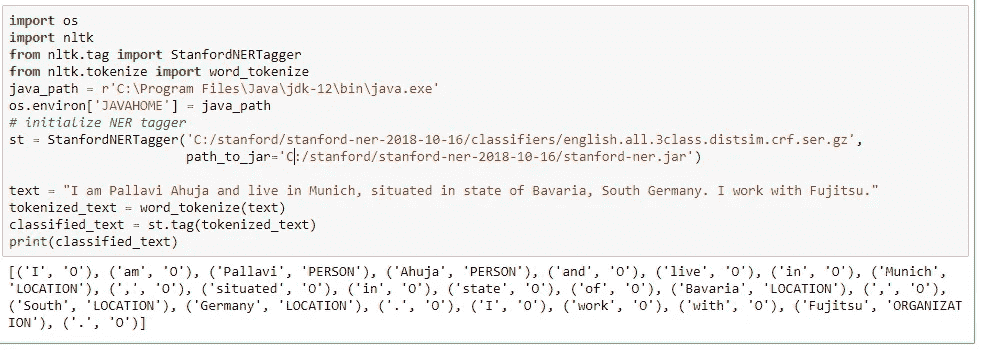 import os
import nltk
from nltk.tag import StanfordNERTagger
from nltk.tokenize import word_tokenize
java_path = r'C:\Program Files\Java\jdk-12\bin\java.exe'
os.environ['JAVAHOME'] = java_path
# initialize NER tagger
st = StanfordNERTagger('C:/stanford/stanford-ner-2018-10-16/classifiers/english.all.3class.distsim.crf.ser.gz',
path_to_jar='C:/stanford/stanford-ner-2018-10-16/stanford-ner.jar')
text = "I am Pallavi Ahuja and live in Munich, situated in state of Bavaria, South Germany. I work with Fujitsu."
tokenized_text = word_tokenize(text)
classified_text = st.tag(tokenized_text)
print(classified_text)
[('I', 'O'), ('am', 'O'), ('Pallavi', 'PERSON'), ('Ahuja', 'PERSON'), ('and', 'O'), ('live', 'O'), ('in', 'O'), ('Munich',
'LOCATION'), (',', 'O'), ('situated', 'O'), ('in', 'O'), ('state', 'O'), ('of', 'O'), ('Bavaria', 'LOCATION'), (',', 'O'),
('South', 'LOCATION'), ('Germany', 'LOCATION'), ('.', 'O'), ('I', 'O'), ('work', 'O'), ('with', 'O'), ('Fujitsu', 'ORGANIZAT
ION'), ('.', 'O')]